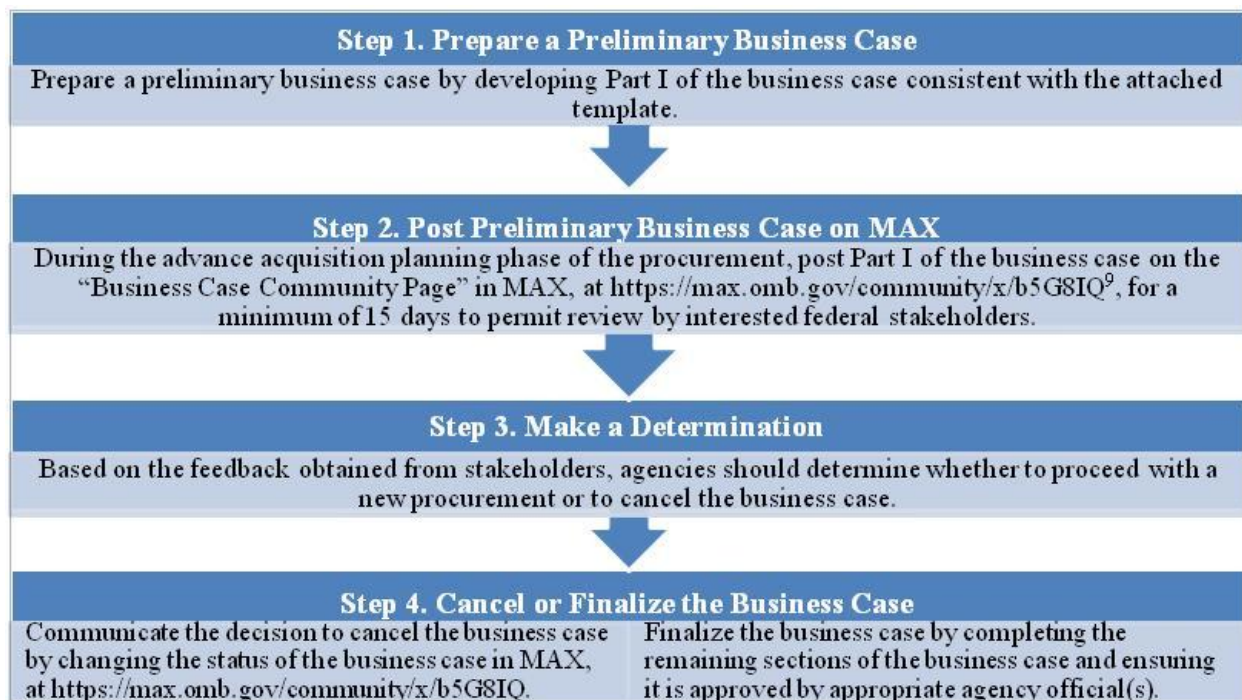 Step 1. Prepare a Preliminary Business Case
Prepare a preliminary business case by developing Part I of the business case consistent with the attached
template.
Step 2. Post Preliminary Business Case on MAX
During the advance acquisition planning phase of the procurement, post Part I of the business case on the
“Business Case Community Page” in MAX, at https://max.omb.gov/community/x/b5G8IQ⁹, for a
minimum of 15 days to permit review by interested federal stakeholders.
Step 3. Make a Determination
Based on the feedback obtained from stakeholders, agencies should determine whether to proceed with a
new procurement or to cancel the business case.
Step 4. Cancel or Finalize the Business Case
Communicate the decision to cancel the business case
by changing the status of the business case in MAX,
at https://max.omb.gov/community/x/b5G8IQ.
Finalize the business case by completing the
remaining sections of the business case and ensuring
it is approved by appropriate agency official(s).